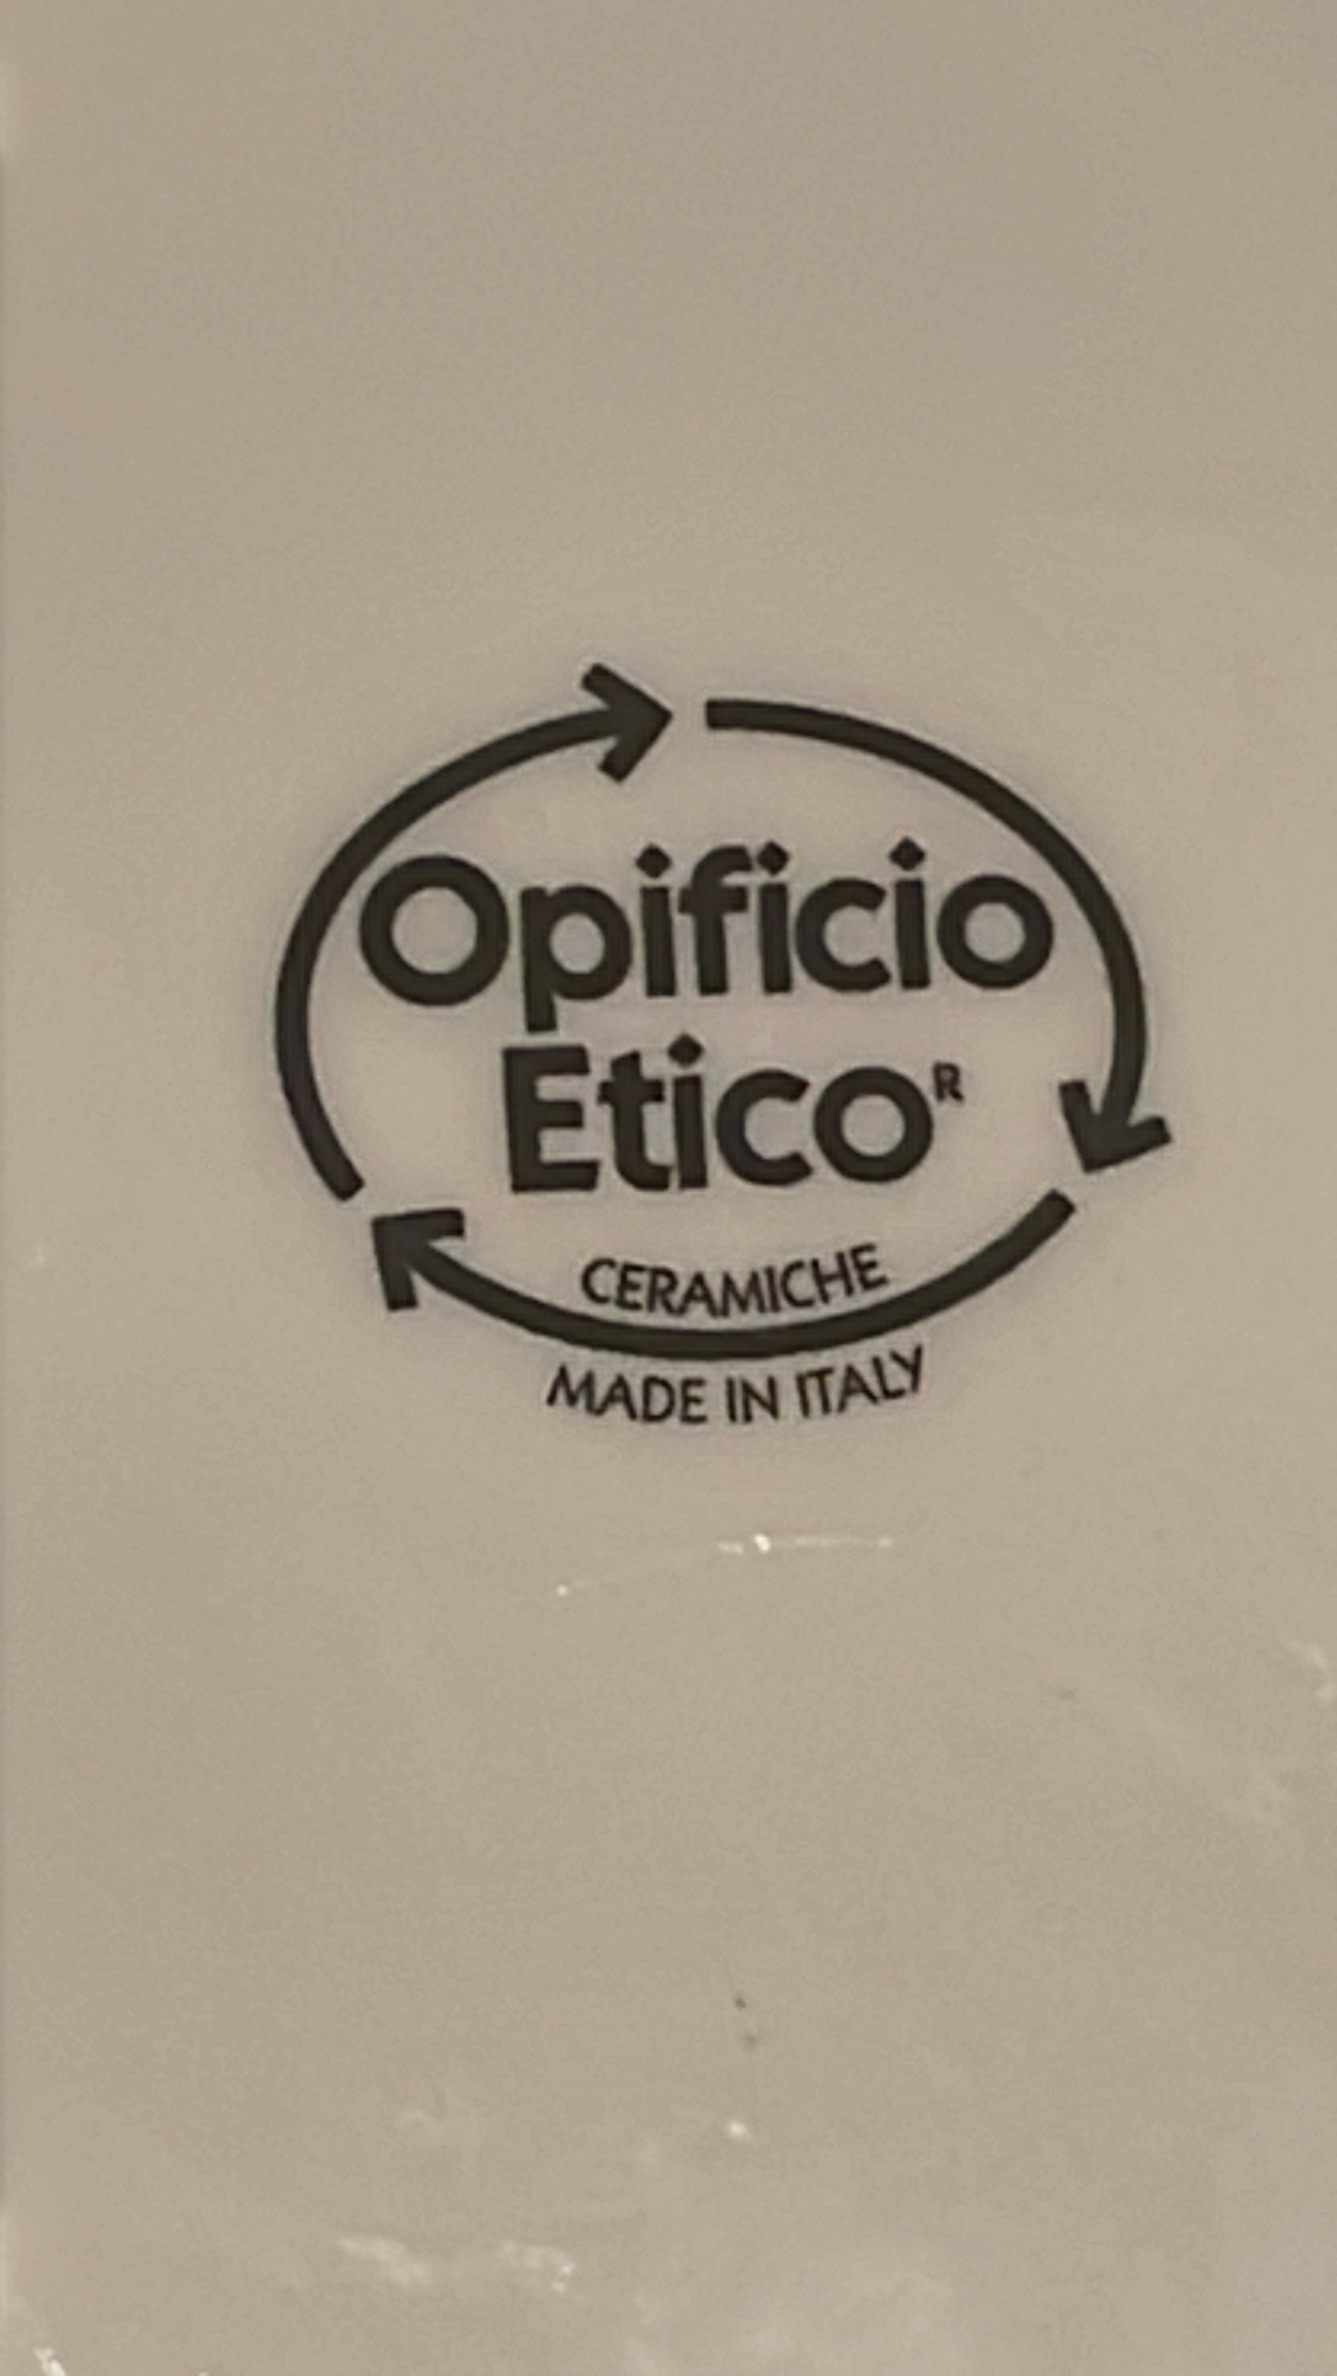 Opificio
Etico R
CERAMICHE
MADE IN ITALY